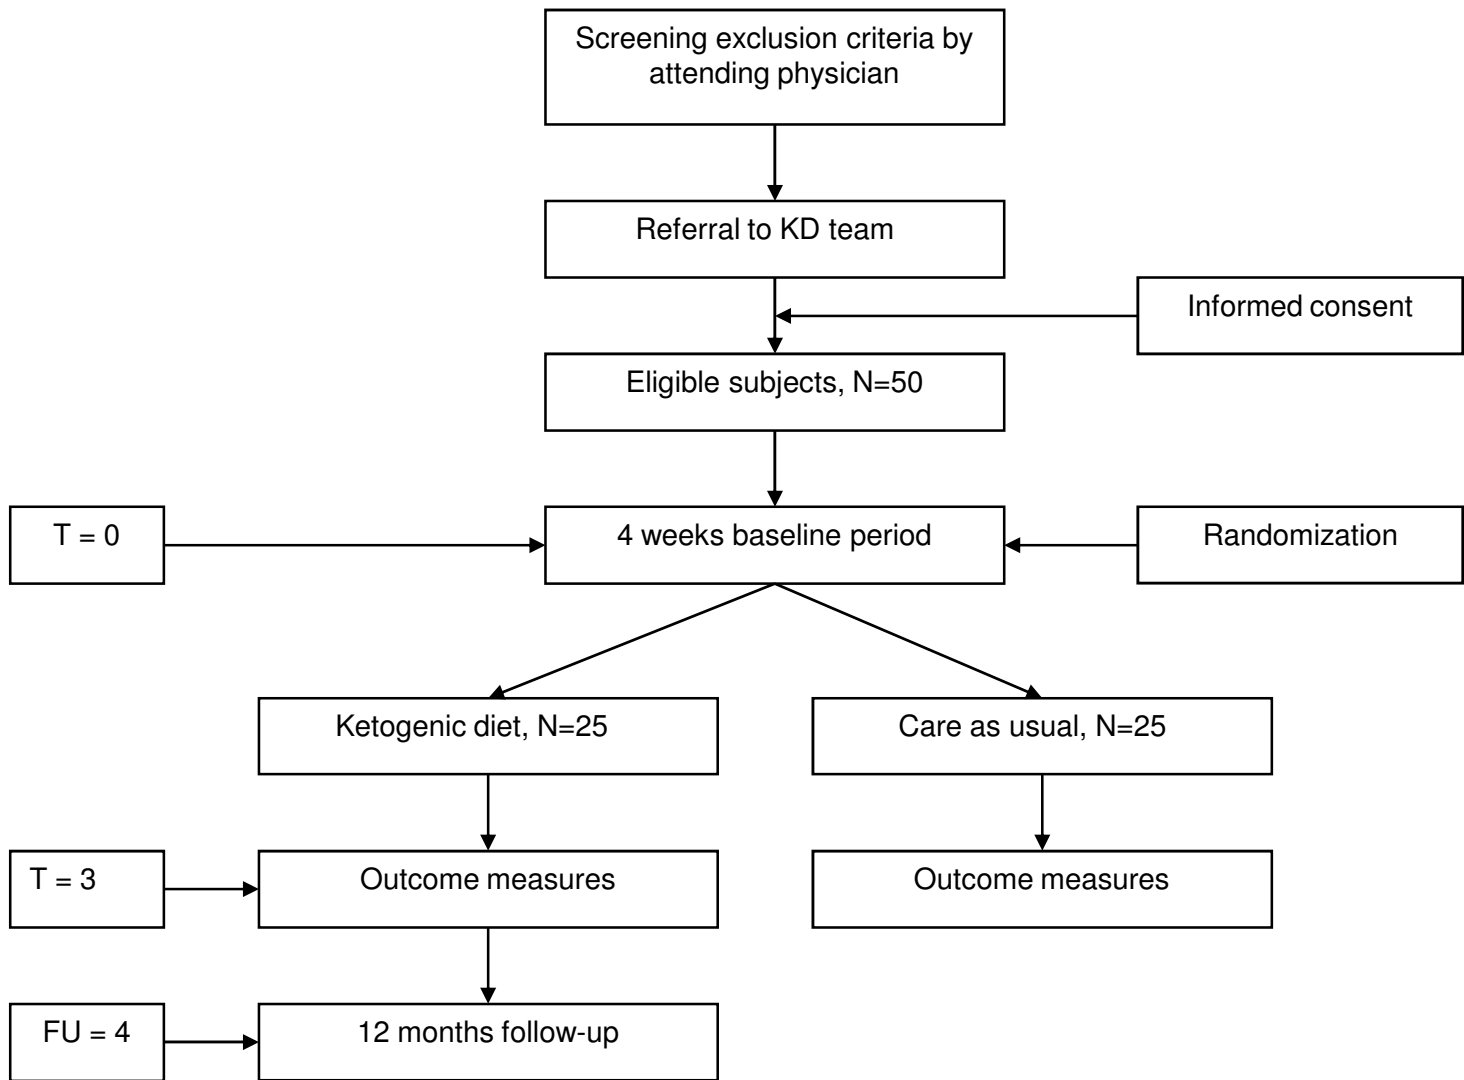 Screening exclusion criteria by
attending physician
Referral to KD team
Informed consent
Eligible subjects, N=50
T = 0
4 weeks baseline period
Randomization
Ketogenic diet, N=25
Care as usual, N=25
T = 3
Outcome measures
Outcome measures
FU = 4
12 months follow-up